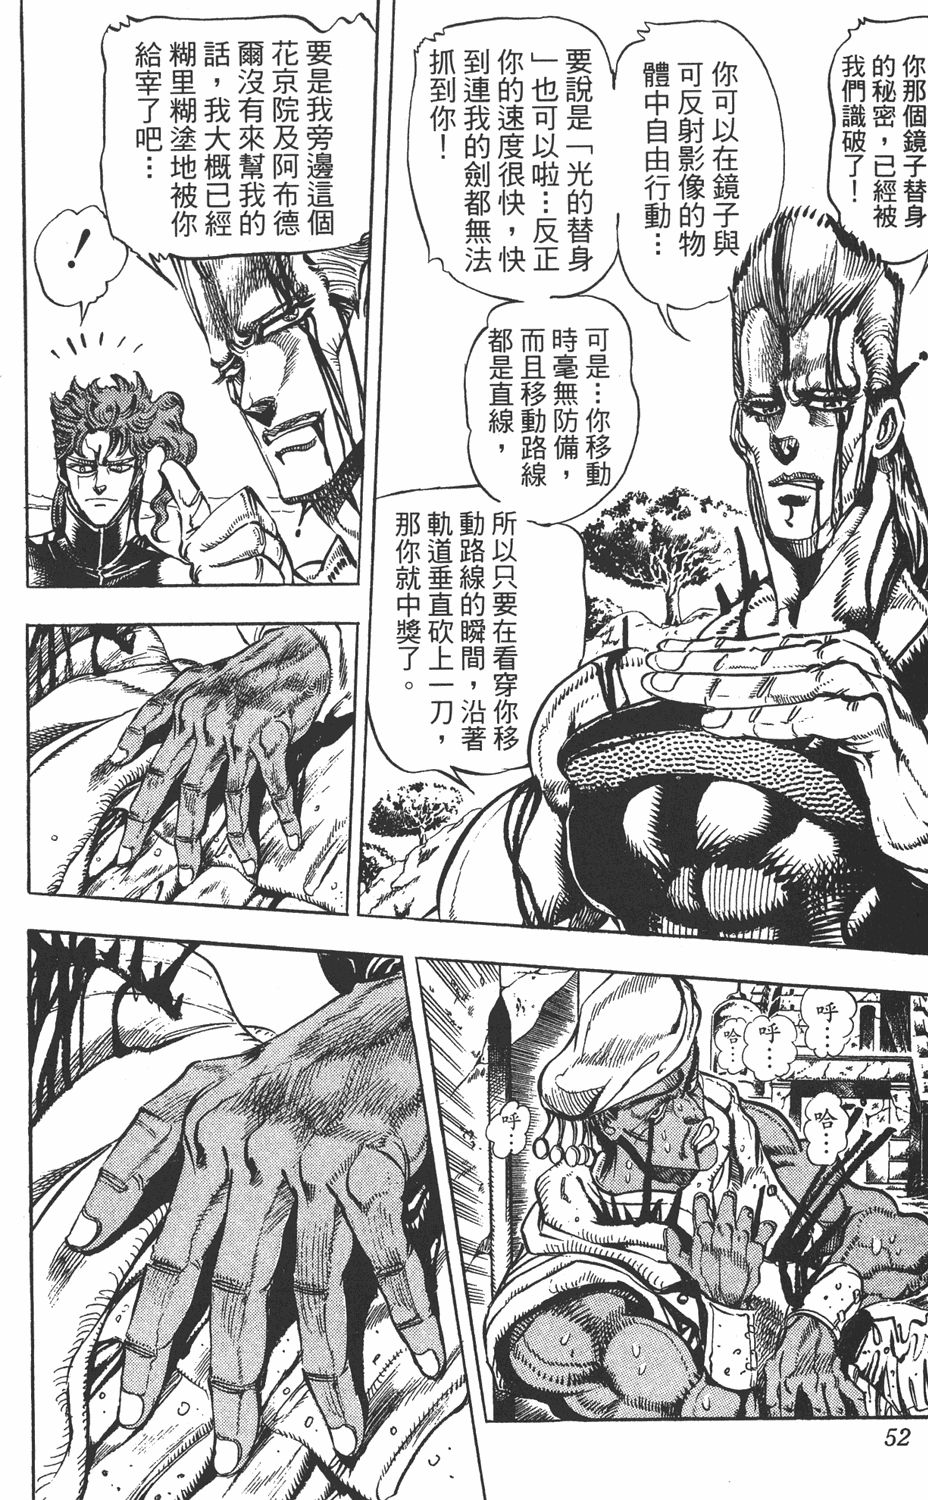 你那個鏡子替身
的秘密，已經被
我們識破了！
你可以在鏡子與
可反射影像的物
體中自由行動…
要說是「光的替身
」也可以啦…反正
你的速度很快，快
到連我的劍都無法
抓到你！
可是…你移動
時毫無防備，
而且移動路線
都是直線，
所以只要在看穿你移
動路線的瞬間，沿著
軌道垂直砍上一刀，
那你就中獎了。
要是我旁邊這個
花京院及阿布德
爾沒有來幫我的
話，我大概已經
糊里糊塗地被你
給宰了吧…
！
呼…
呼…
哈…
哈…
呼…
52